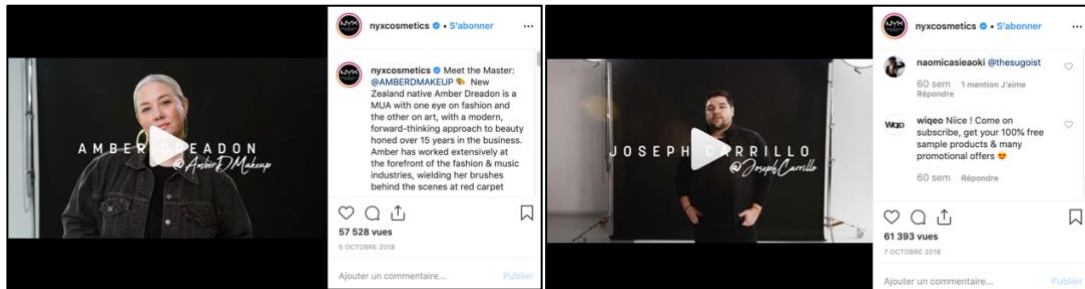 AMBER DREADON
@AmberDMakeup
nyxcosmetics • S'abonner
nyxcosmetics Meet the Master:
@AMBERDMAKEUP 🎨 New
Zealand native Amber Dreadon is a
MUA with one eye on fashion and
the other on art, with a modern,
forward-thinking approach to beauty
honed over 15 years in the business.
Amber has worked extensively at
the forefront of the fashion & music
industries, wielding her brushes
behind the scenes at red carpet
57 528 vues
5 OCTOBRE 2018
Ajouter un commentaire... Publier
JOSEPH CARRILLO
@JosephCarrillo
nyxcosmetics • S'abonner
naomicasieaoki @thesugoist
60 sem 1 mention J'aime
Répondre
wiqeo Niice ! Come on
subscribe, get your 100% free
sample products & many
promotional offers 😍
60 sem Répondre
61 393 vues
7 OCTOBRE 2018
Ajouter un commentaire... Publier